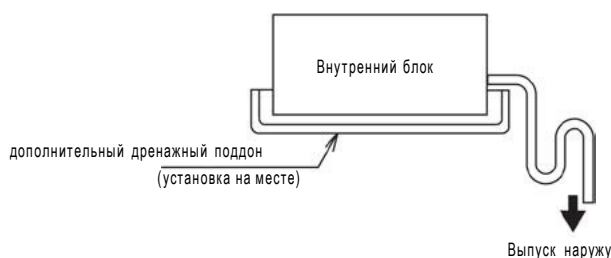 Внутренний блок
дополнительный дренажный поддон
(установка на месте)
Выпуск наружу